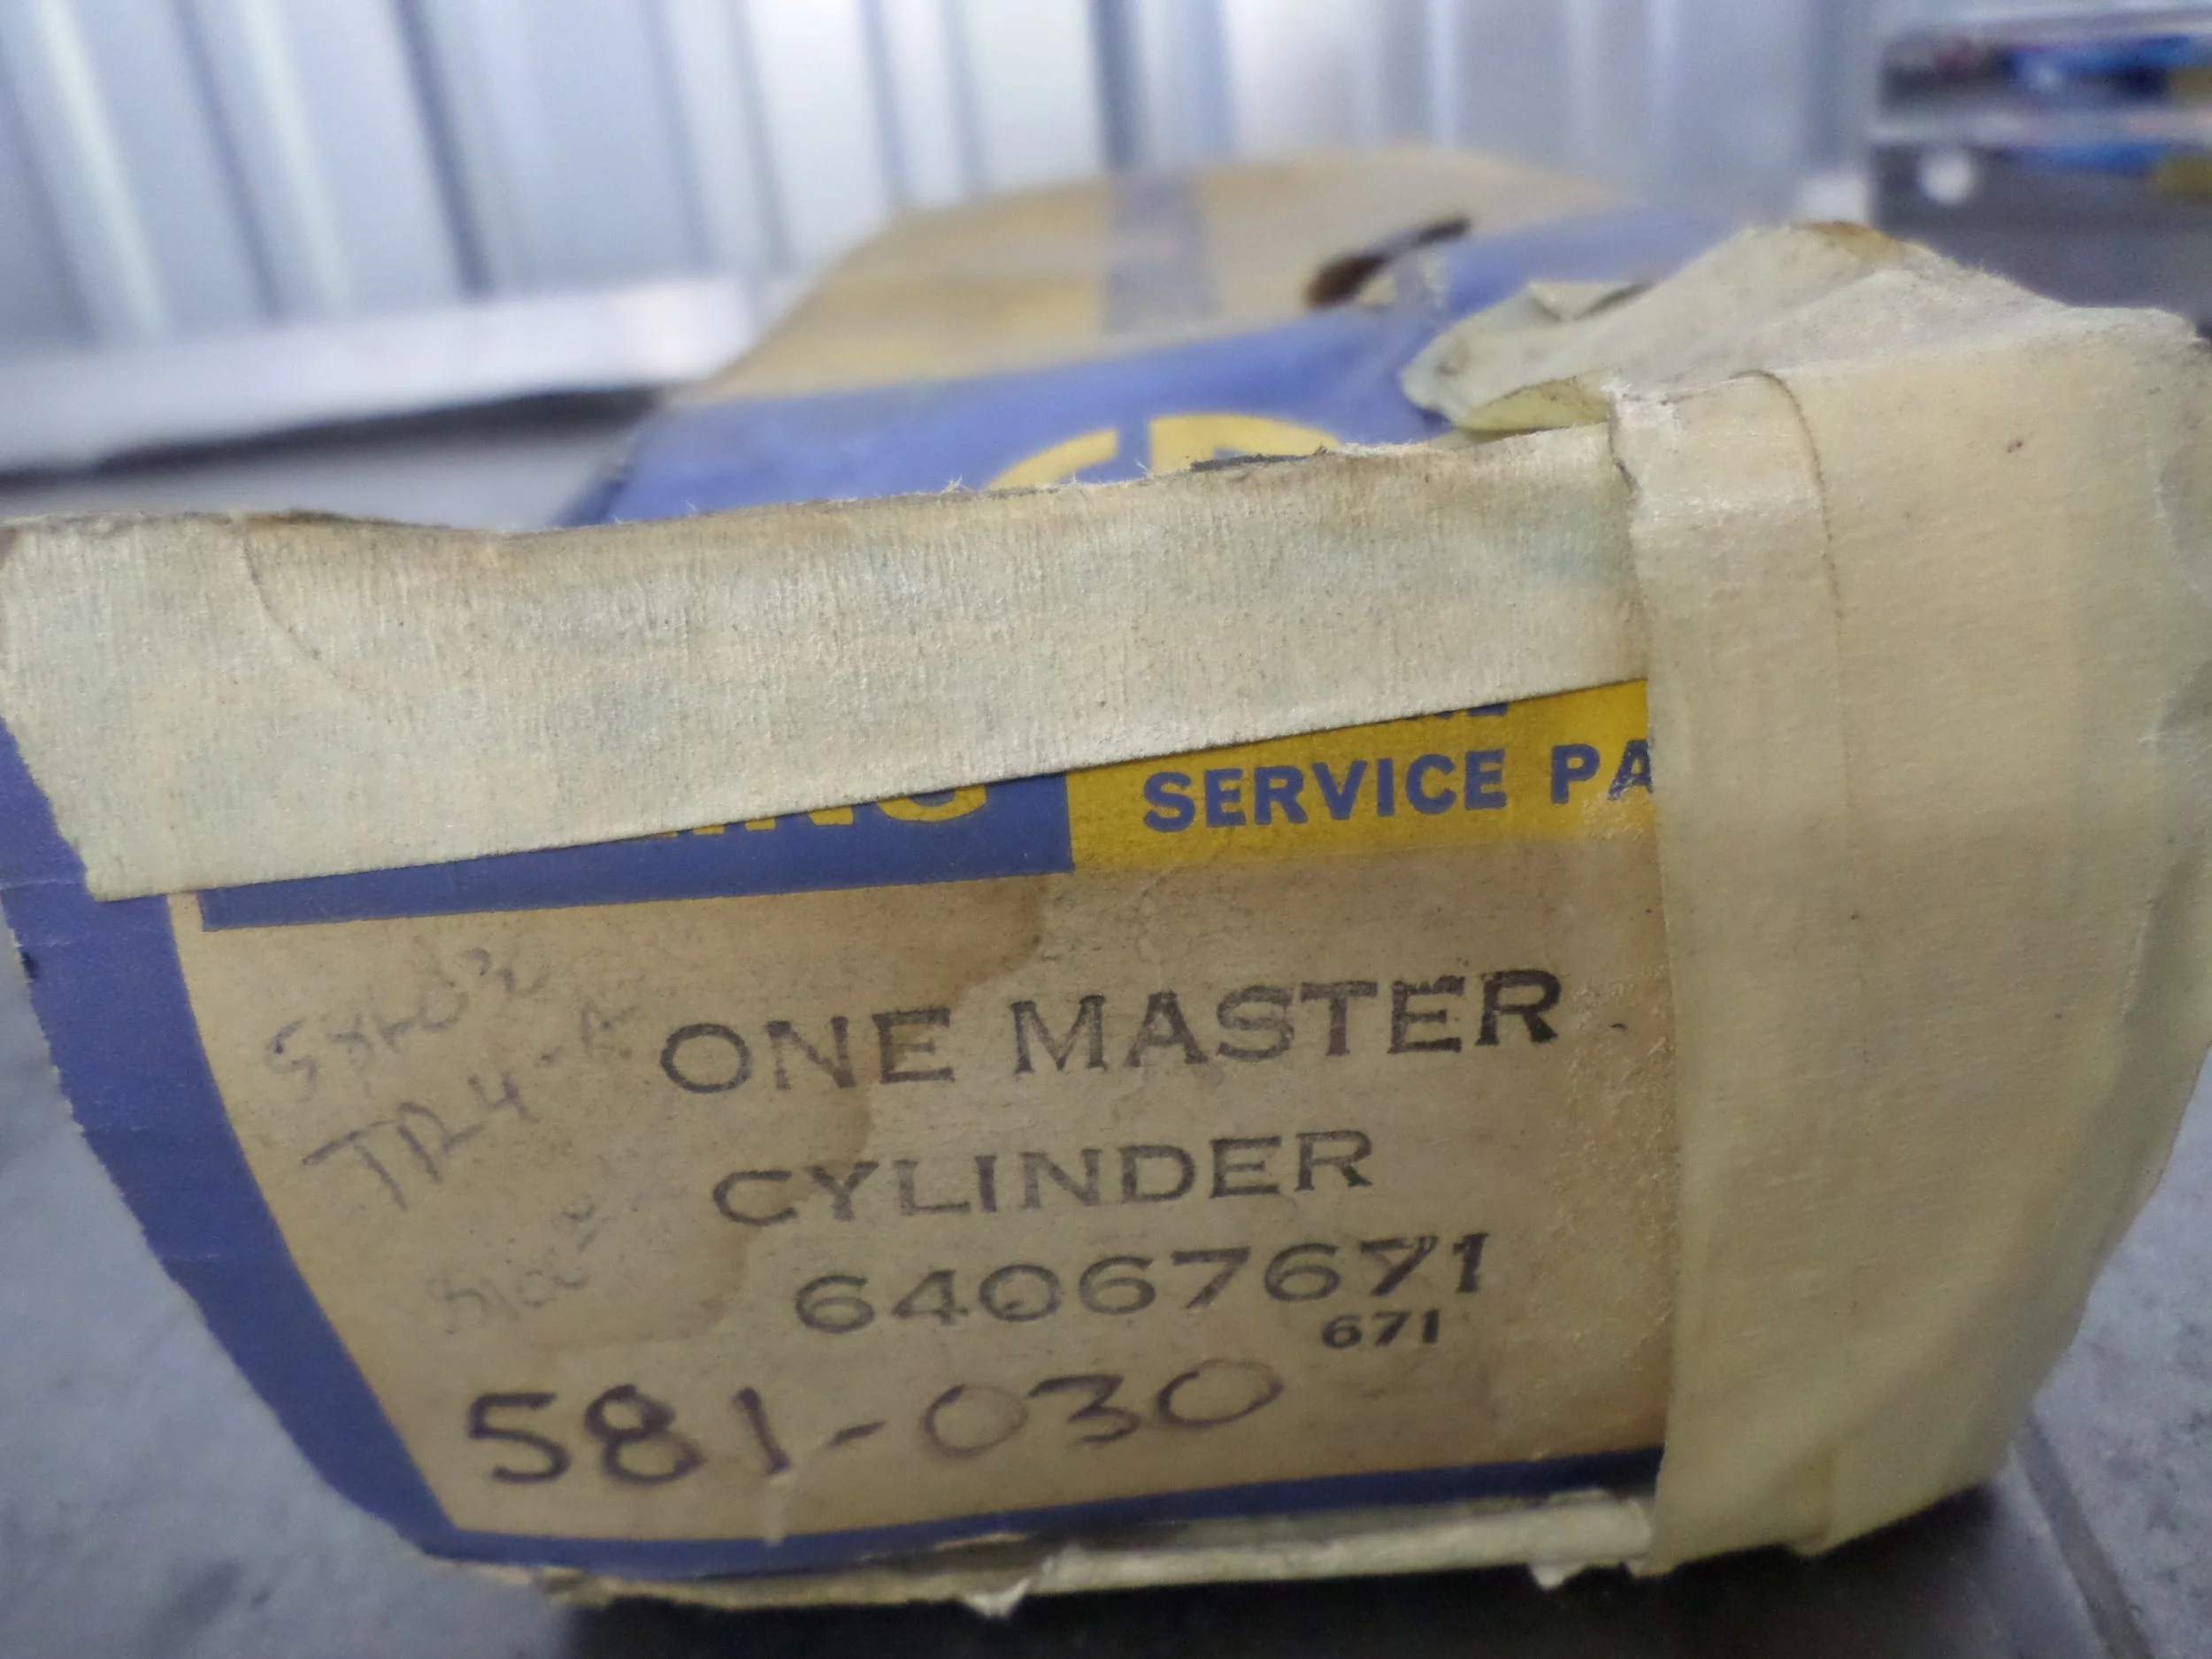 SERVICE PA
ONE MASTER
CYLINDER
64067671
671
TR4-A
581-030